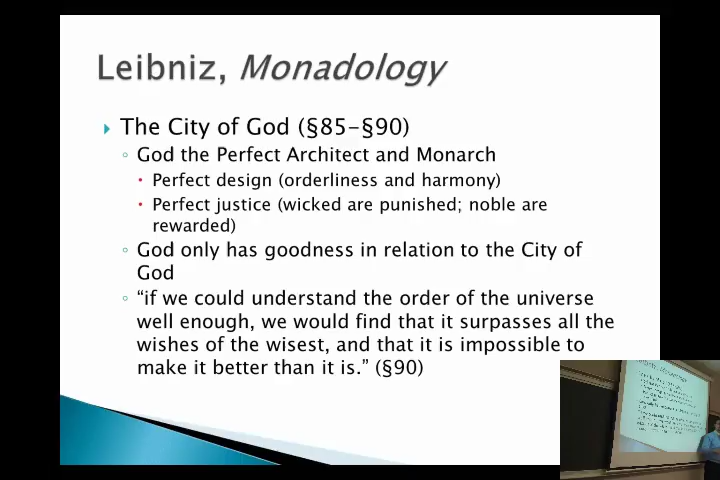 Leibniz, Monadology
The City of God (§85-§90)
God the Perfect Architect and Monarch
Perfect design (orderliness and harmony)
Perfect justice (wicked are punished; noble are
rewarded)
God only has goodness in relation to the City of
God
“if we could understand the order of the universe
well enough, we would find that it surpasses all the
wishes of the wisest, and that it is impossible to
make it better than it is.” (§90)